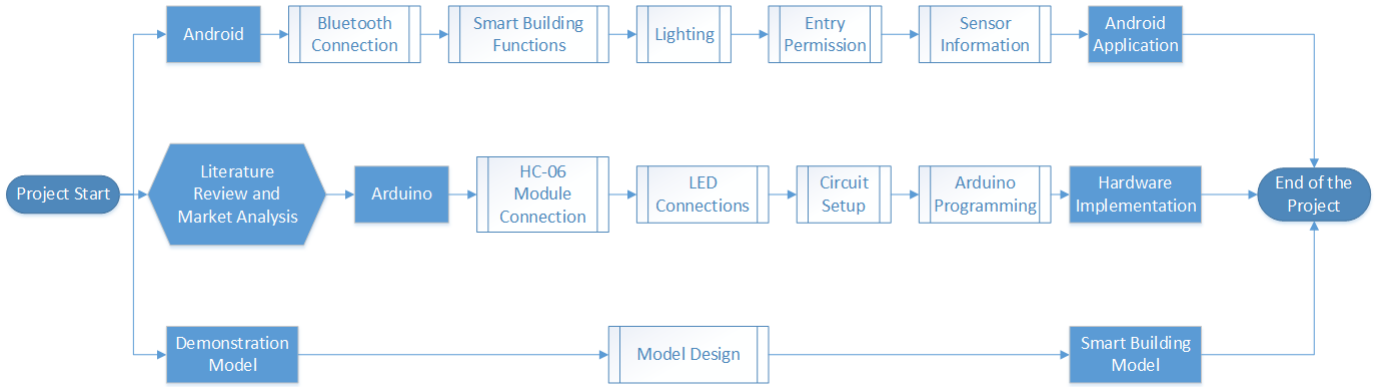 Android
Bluetooth
Connection
Smart Building
Functions
Lighting
Entry
Permission
Sensor
Information
Android
Application
Project Start
Literature
Review and
Market Analysis
Arduino
HC-06
Module
Connection
LED
Connections
Circuit
Setup
Arduino
Programming
Hardware
Implementation
End of the
Project
Demonstration
Model
Model Design
Smart Building
Model